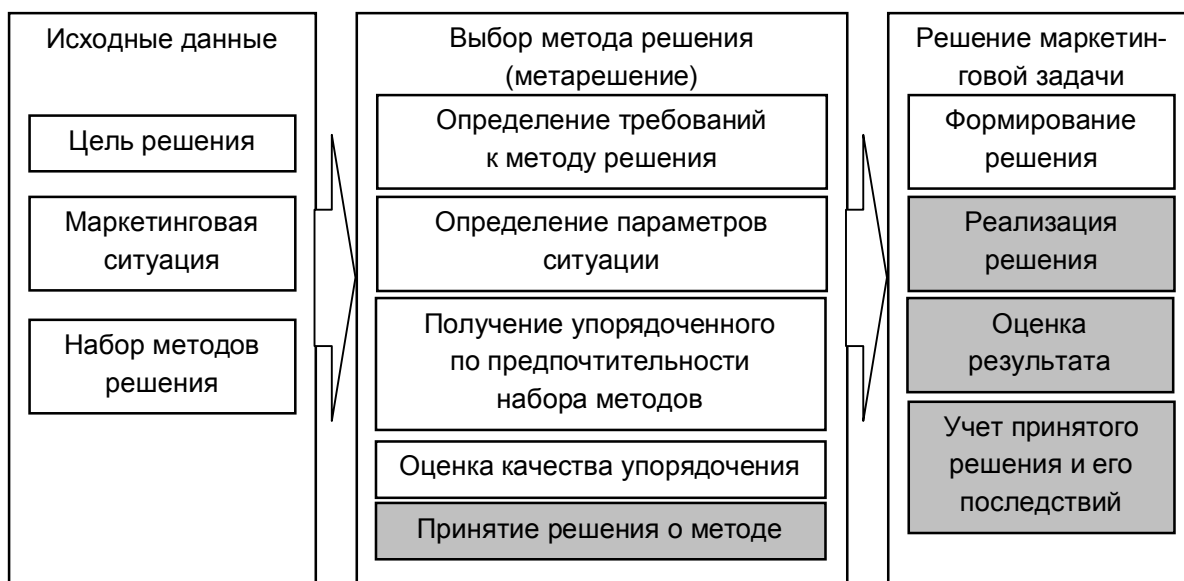 Исходные данные
Цель решения
Маркетинговая
ситуация
Набор методов
решения
Выбор метода решения
(метарешение)
Определение требований
к методу решения
Определение параметров
ситуации
Получение упорядоченного
по предпочтительности
набора методов
Оценка качества упорядочения
Принятие решения о методе
Решение маркетин-
говой задачи
Формирование
решения
Реализация
решения
Оценка
результата
Учет принятого
решения и его
последствий